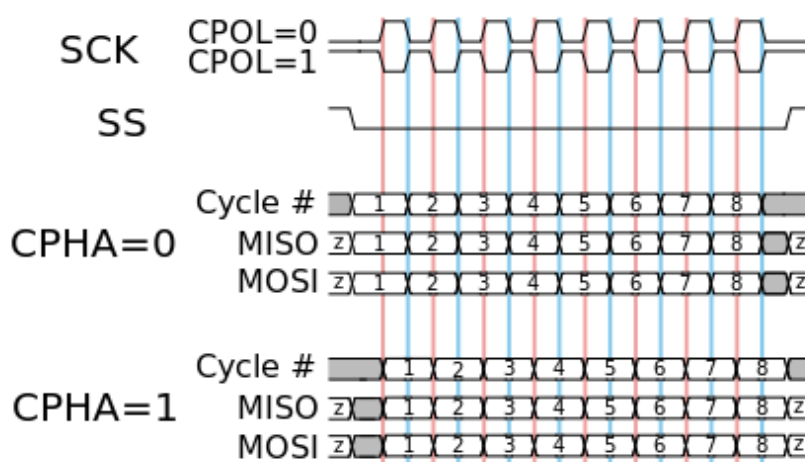 SCK CPOL=0
CPOL=1
SS
Cycle # 1 2 3 4 5 6 7 8
CPHA=0 MISO z 1 2 3 4 5 6 7 8 z
MOSI z 1 2 3 4 5 6 7 8 z
Cycle # 1 2 3 4 5 6 7 8
CPHA=1 MISO z 1 2 3 4 5 6 7 8 z
MOSI z 1 2 3 4 5 6 7 8 z